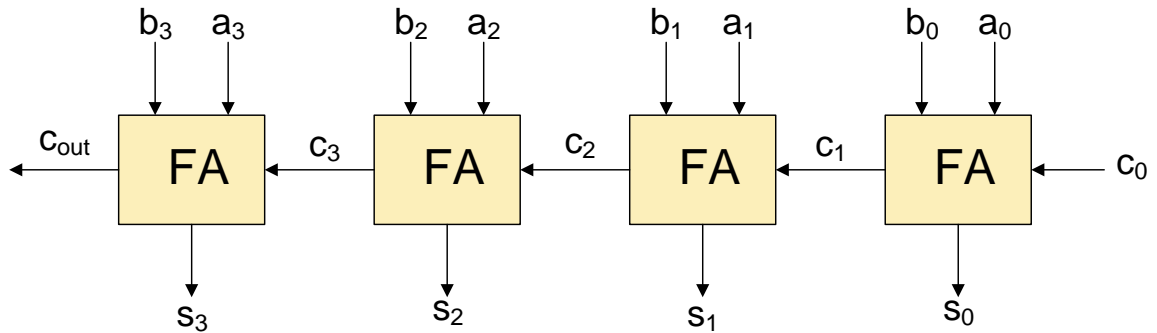 b₃ a₃ b₂ a₂ b₁ a₁ b₀ a₀
c_out FA c₃ FA c₂ FA c₁ FA c₀
s₃ s₂ s₁ s₀